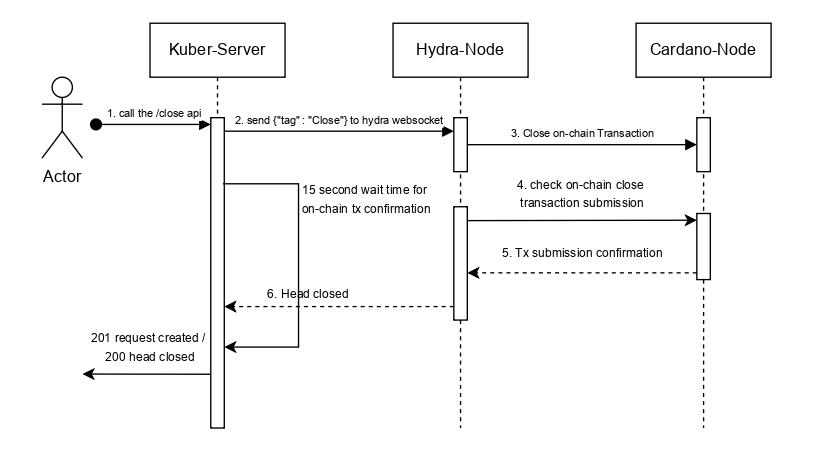 Kuber-Server
Hydra-Node
Cardano-Node
1. call the /close api
2. send {"tag" : "Close"} to hydra websocket
3. Close on-chain Transaction
Actor
15 second wait time for
on-chain tx confirmation
4. check on-chain close
transaction submission
5. Tx submission confirmation
6. Head closed
201 request created /
200 head closed